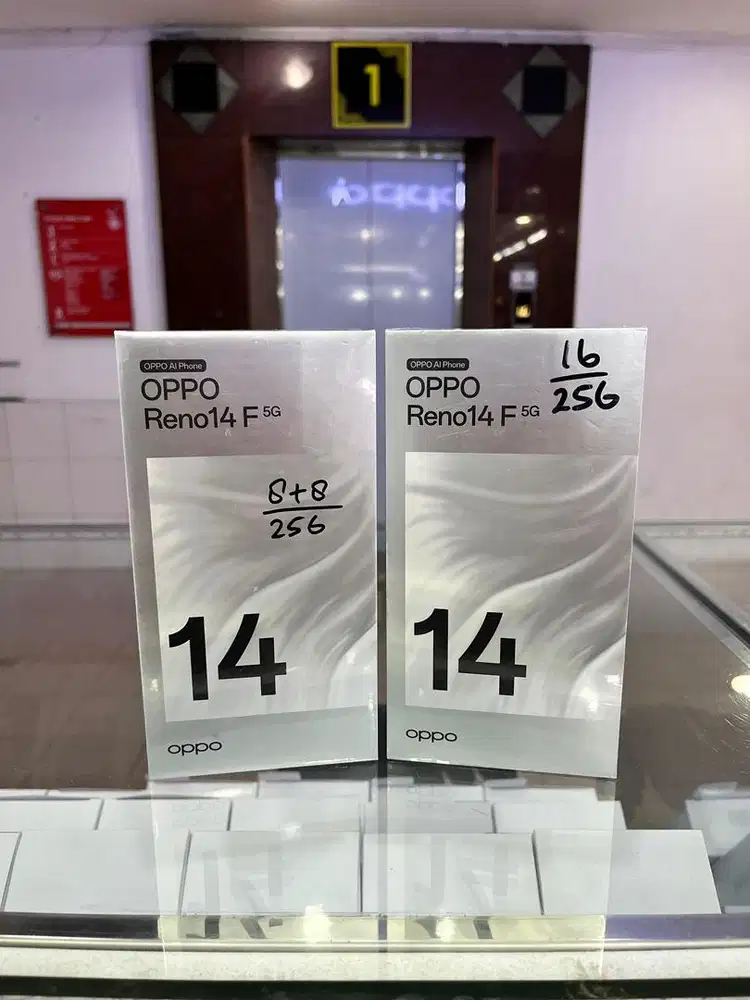 1
OPPO AI Phone
OPPO
Reno14 F 5G
8+8
256
14
oppo
OPPO AI Phone
OPPO
Reno14 F 5G
16
256
14
oppo